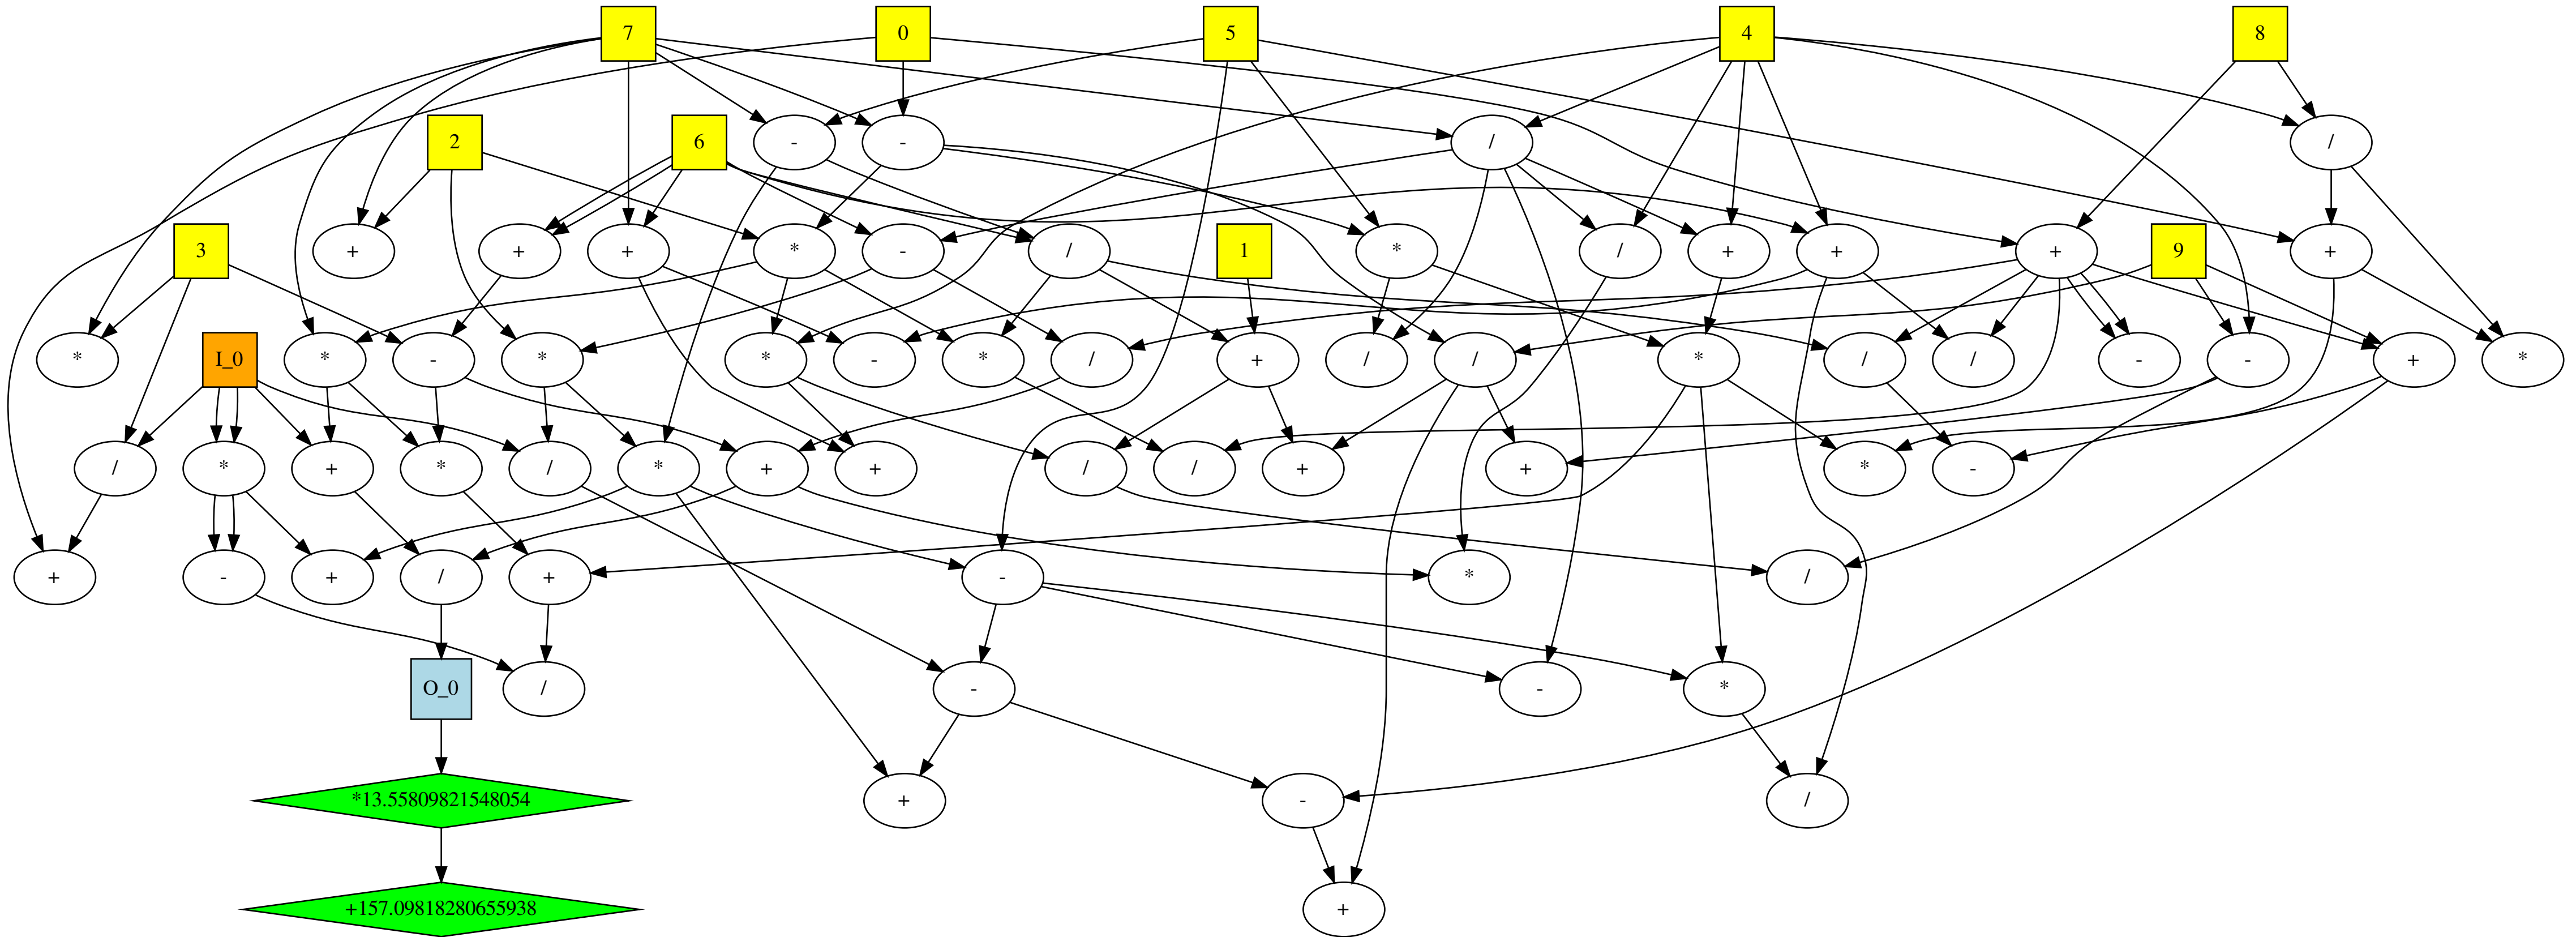 7 0 5 4 8
2 6 - - / /
3 + + + * - / 1 * / + + + 9 +
* I_0 * - * * - * / + / / * / / - - + *
/ * + * / * + + / / + + * -
+ - + / + - * /
O_0 / - - *
*13.55809821548054 + - /
+157.09818280655938 +